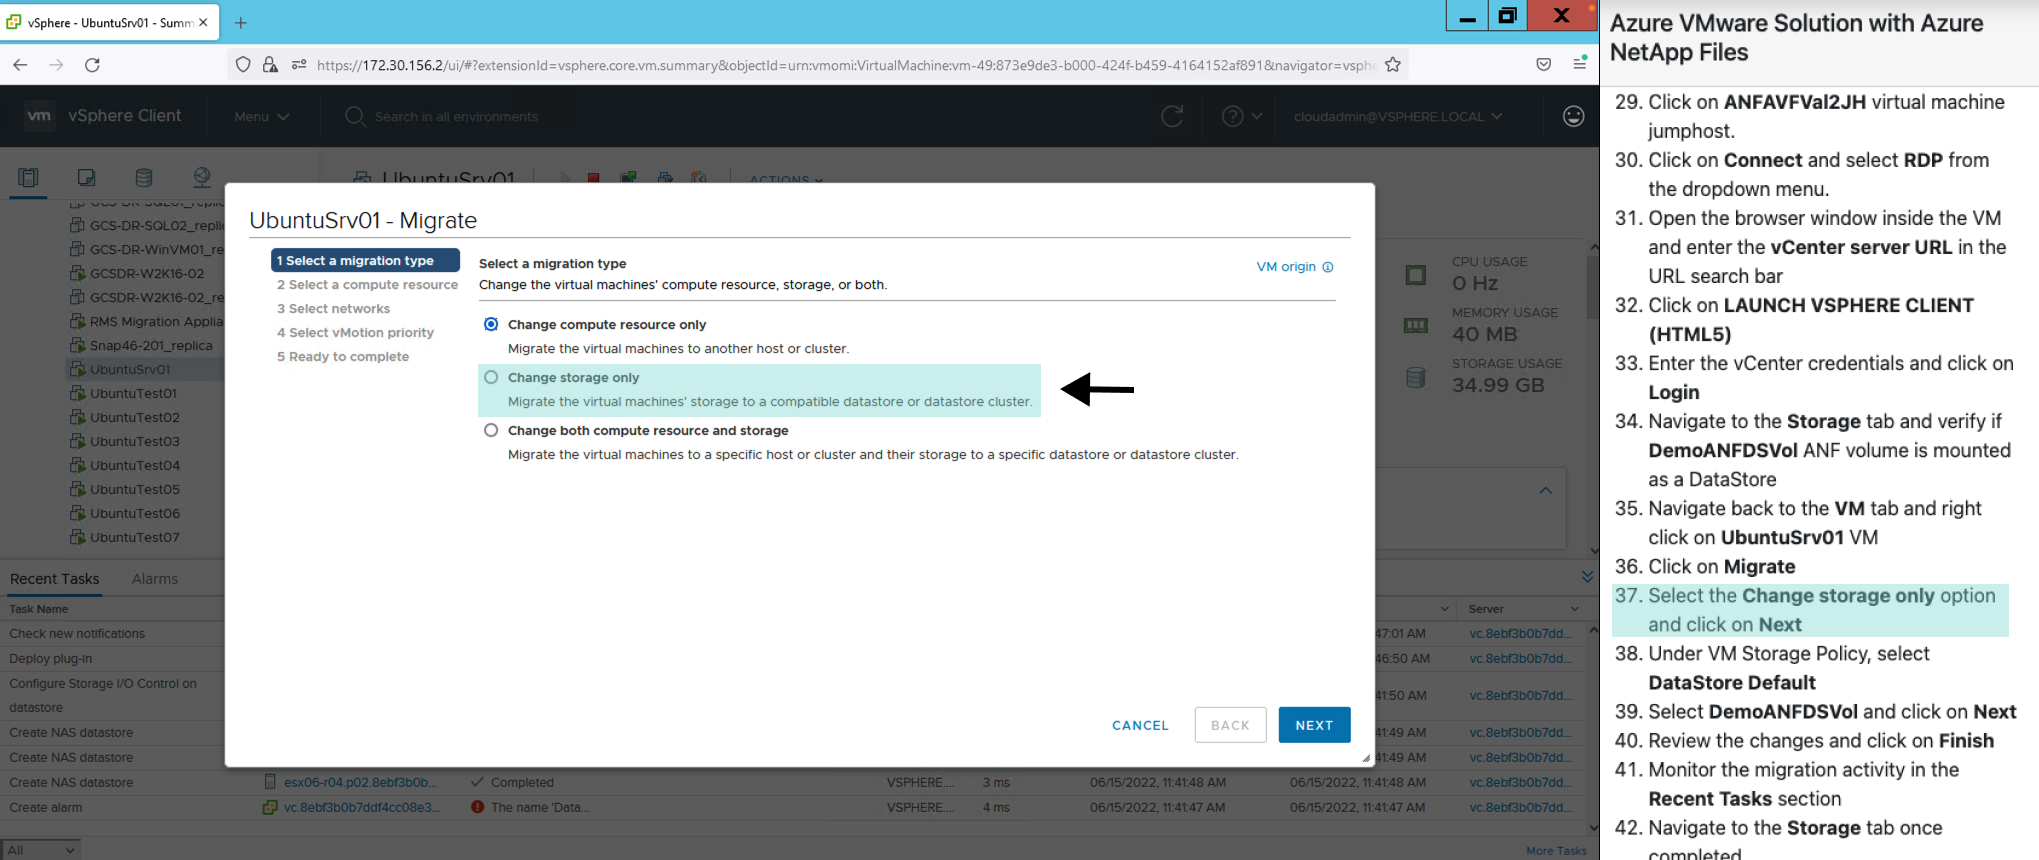 vSphere - UbuntuSrv01 - Summ
https://172.30.156.2/ui/#?extensionId=vsphere.core.vm.summary&objectId=urn:vmomi:VirtualMachine:vm-49:873e9de3-b000-424f-b459-4164152af891&navigator=vsphe
vm vSphere Client Menu Search in all environments cloudadmin@VSPHERE.LOCAL
UbuntuSrv01 ACTIONS
GCS-DR-SQL01_replica
GCS-DR-SQL02_replic
GCS-DR-WinVM01_re
GCSDR-W2K16-02
GCSDR-W2K16-02_re
RMS Migration Applia
Snap46-201_replica
UbuntuSrv01
UbuntuTest01
UbuntuTest02
UbuntuTest03
UbuntuTest04
UbuntuTest05
UbuntuTest06
UbuntuTest07
CPU USAGE
0 Hz
MEMORY USAGE
40 MB
STORAGE USAGE
34.99 GB
UbuntuSrv01 - Migrate
1 Select a migration type
2 Select a compute resource
3 Select networks
4 Select vMotion priority
5 Ready to complete
Select a migration type
VM origin
Change the virtual machines' compute resource, storage, or both.
Change compute resource only
Migrate the virtual machines to another host or cluster.
Change storage only
Migrate the virtual machines' storage to a compatible datastore or datastore cluster.
Change both compute resource and storage
Migrate the virtual machines to a specific host or cluster and their storage to a specific datastore or datastore cluster.
CANCEL BACK NEXT
Recent Tasks Alarms
Task Name Server
Check new notifications 47:01 AM vc.8ebf3b0b7dd...
Deploy plug-in 46:50 AM vc.8ebf3b0b7dd...
Configure Storage I/O Control on
datastore
41:50 AM vc.8ebf3b0b7dd...
Create NAS datastore 41:49 AM vc.8ebf3b0b7dd...
Create NAS datastore 41:49 AM vc.8ebf3b0b7dd...
Create NAS datastore esx06-r04.p02.8ebf3b0b... Completed VSPHERE.... 3 ms 06/15/2022, 11:41:48 AM 06/15/2022, 11:41:48 AM vc.8ebf3b0b7dd...
Create alarm vc.8ebf3b0b7ddf4cc08e3... The name 'Data... VSPHERE.... 4 ms 06/15/2022, 11:41:47 AM 06/15/2022, 11:41:47 AM vc.8ebf3b0b7dd...
All More Tasks
Azure VMware Solution with Azure
NetApp Files
29. Click on ANFAVFVal2JH virtual machine
jumphost.
30. Click on Connect and select RDP from
the dropdown menu.
31. Open the browser window inside the VM
and enter the vCenter server URL in the
URL search bar
32. Click on LAUNCH VSPHERE CLIENT
(HTML5)
33. Enter the vCenter credentials and click on
Login
34. Navigate to the Storage tab and verify if
DemoANFDSVol ANF volume is mounted
as a DataStore
35. Navigate back to the VM tab and right
click on UbuntuSrv01 VM
36. Click on Migrate
37. Select the Change storage only option
and click on Next
38. Under VM Storage Policy, select
DataStore Default
39. Select DemoANFDSVol and click on Next
40. Review the changes and click on Finish
41. Monitor the migration activity in the
Recent Tasks section
42. Navigate to the Storage tab once
completed